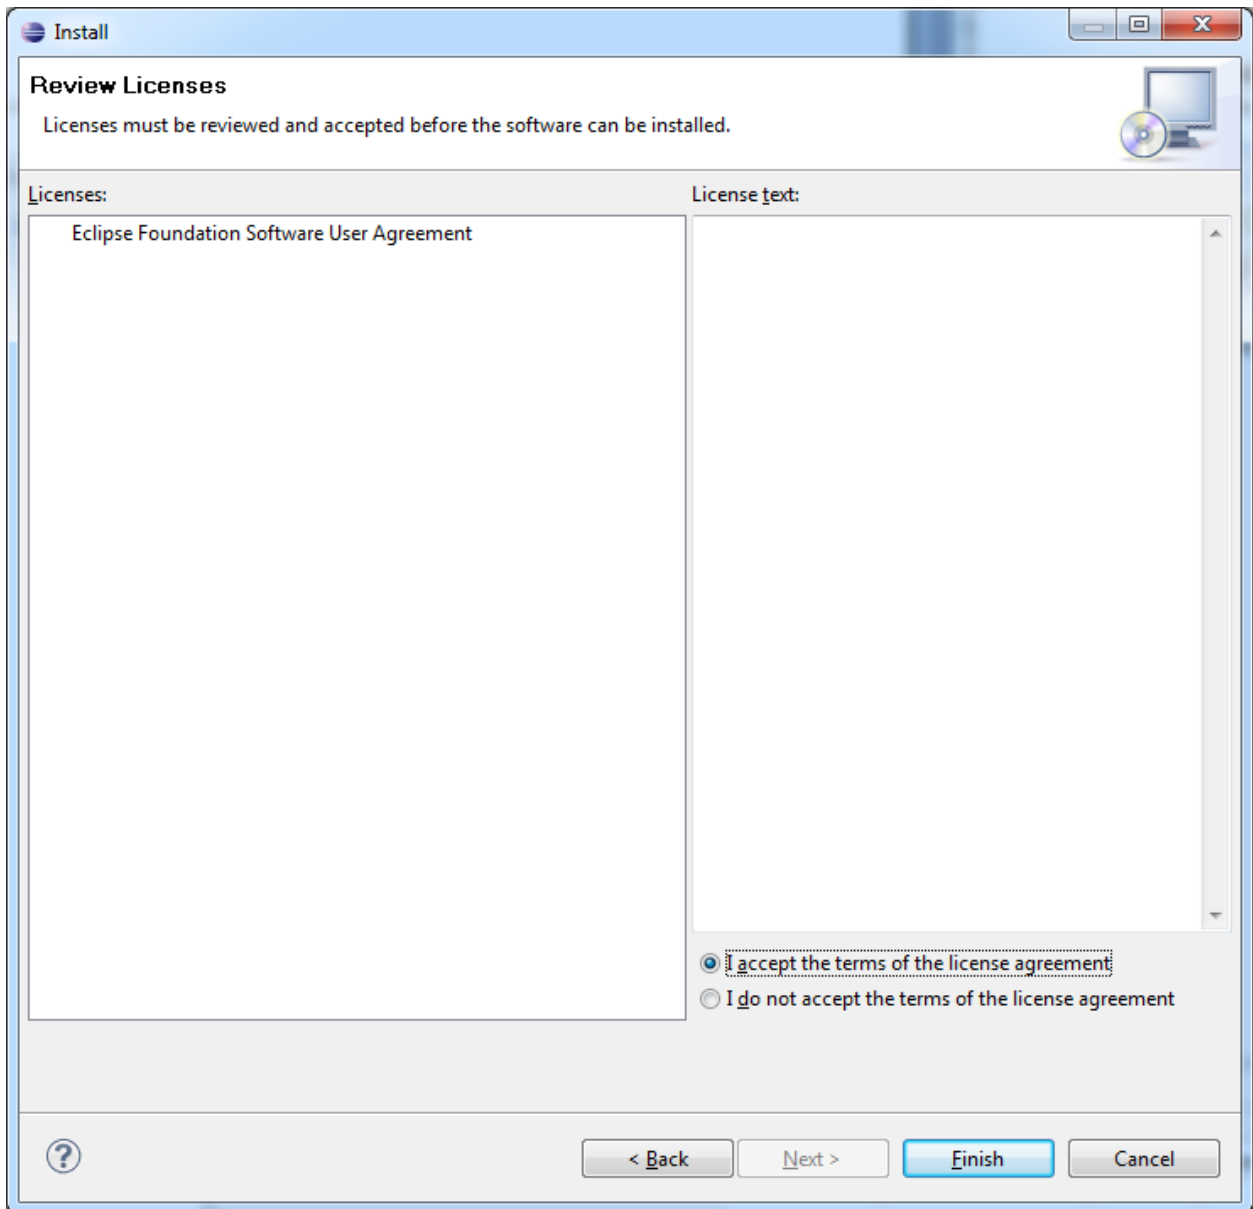 Install
Review Licenses
Licenses must be reviewed and accepted before the software can be installed.
Licenses:
License text:
Eclipse Foundation Software User Agreement
I accept the terms of the license agreement
I do not accept the terms of the license agreement
?
< Back
Next >
Finish
Cancel